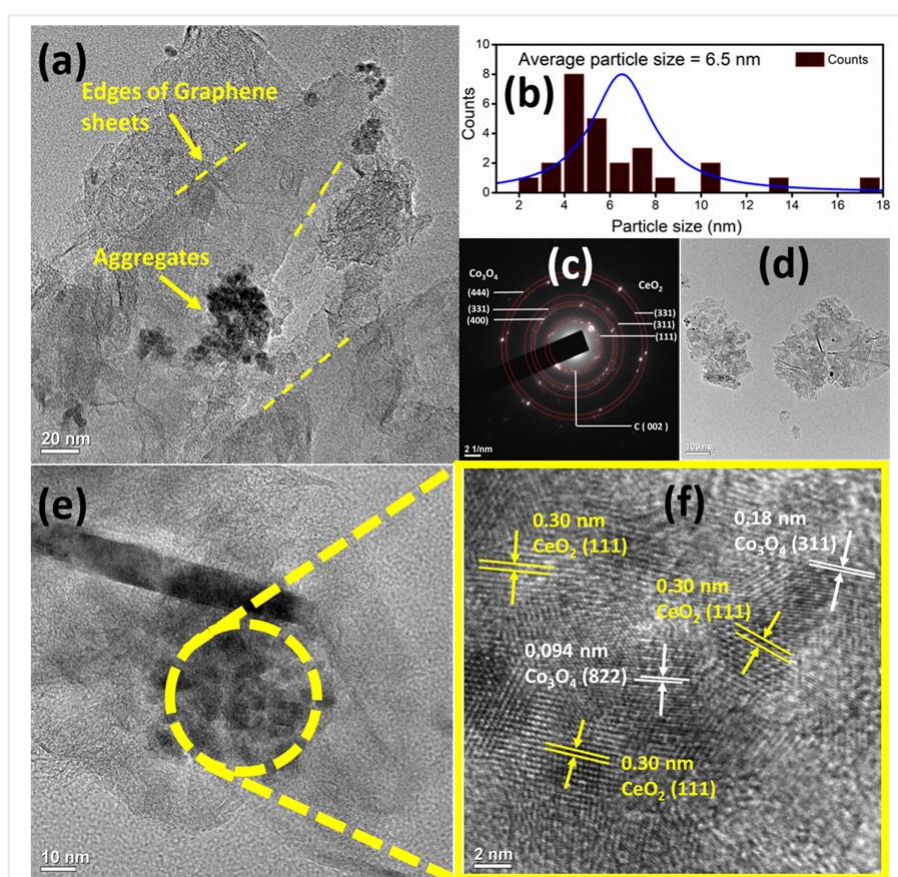 (a)
Edges of Graphene
sheets
Aggregates
20 nm
(b)
Average particle size = 6.5 nm
Counts
Counts
10
8
6
4
2
0
2 4 6 8 10 12 14 16 18
Particle size (nm)
(c)
Co₃O₄
(444)
(331)
(400)
CeO₂
(331)
(311)
(111)
C ( 002 )
2 1/nm
(d)
100 nm
(e)
10 nm
(f)
0.30 nm
CeO₂ (111)
0.18 nm
Co₃O₄ (311)
0.30 nm
CeO₂ (111)
0.094 nm
Co₃O₄ (822)
0.30 nm
CeO₂ (111)
2 nm